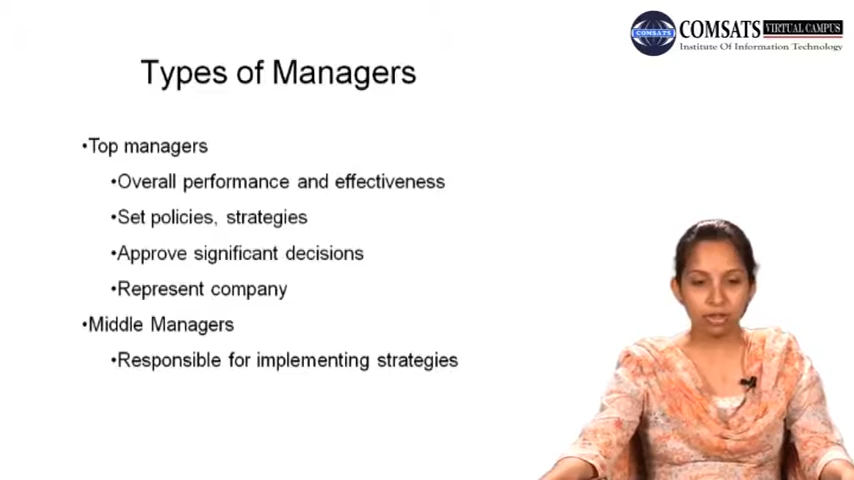 COMSATS VIRTUAL CAMPUS
COMSATS
Institute Of Information Technology
Types of Managers
•Top managers
•Overall performance and effectiveness
•Set policies, strategies
•Approve significant decisions
•Represent company
•Middle Managers
•Responsible for implementing strategies